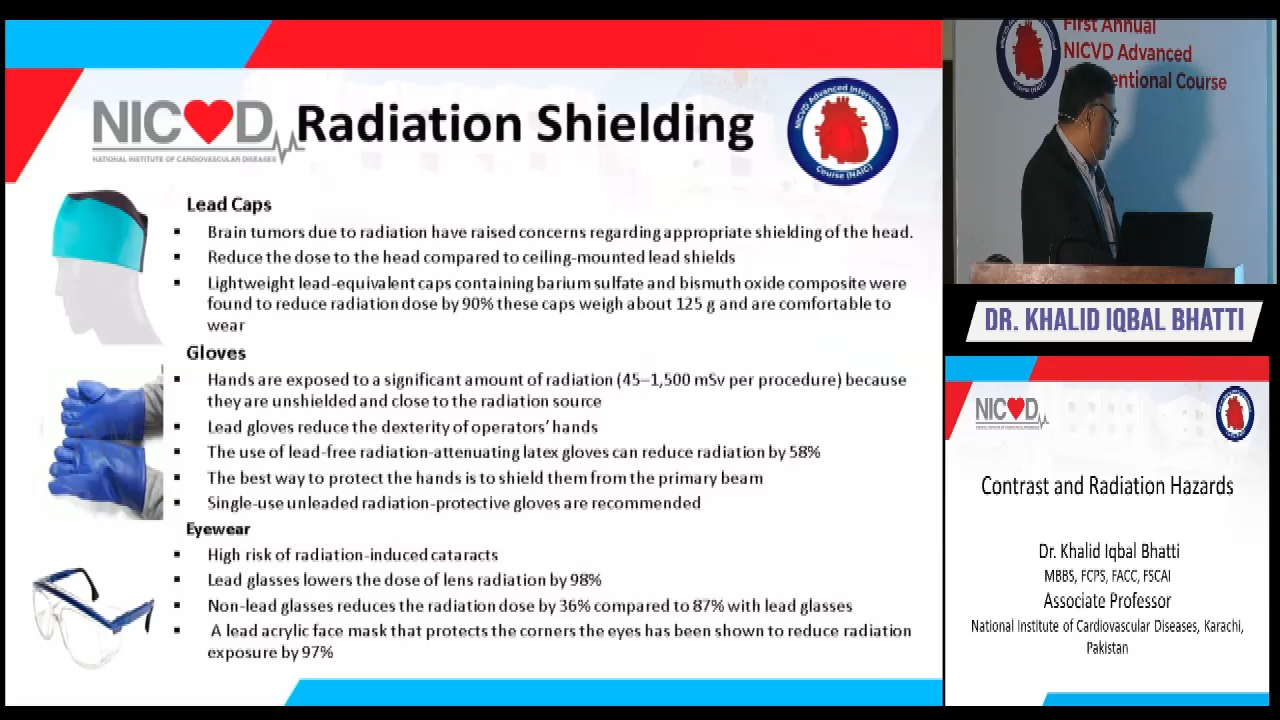 NICVD
NATIONAL INSTITUTE OF CARDIOVASCULAR DISEASES
Radiation Shielding
NICVD Advanced Interventional
Course (NAIC)
Lead Caps
▪ Brain tumors due to radiation have raised concerns regarding appropriate shielding of the head.
▪ Reduce the dose to the head compared to ceiling-mounted lead shields
▪ Lightweight lead-equivalent caps containing barium sulfate and bismuth oxide composite were
found to reduce radiation dose by 90% these caps weigh about 125 g and are comfortable to
wear
Gloves
▪ Hands are exposed to a significant amount of radiation (45–1,500 mSv per procedure) because
they are unshielded and close to the radiation source
▪ Lead gloves reduce the dexterity of operators’ hands
▪ The use of lead-free radiation-attenuating latex gloves can reduce radiation by 58%
▪ The best way to protect the hands is to shield them from the primary beam
▪ Single-use unleaded radiation-protective gloves are recommended
Eyewear
▪ High risk of radiation-induced cataracts
▪ Lead glasses lowers the dose of lens radiation by 98%
▪ Non-lead glasses reduces the radiation dose by 36% compared to 87% with lead glasses
▪ A lead acrylic face mask that protects the corners the eyes has been shown to reduce radiation
exposure by 97%
First Annual
NICVD Advanced
entional Course
DR. KHALID IQBAL BHATTI
NICVD
Contrast and Radiation Hazards
Dr. Khalid Iqbal Bhatti
MBBS, FCPS, FACC, FSCAI
Associate Professor
National Institute of Cardiovascular Diseases, Karachi,
Pakistan